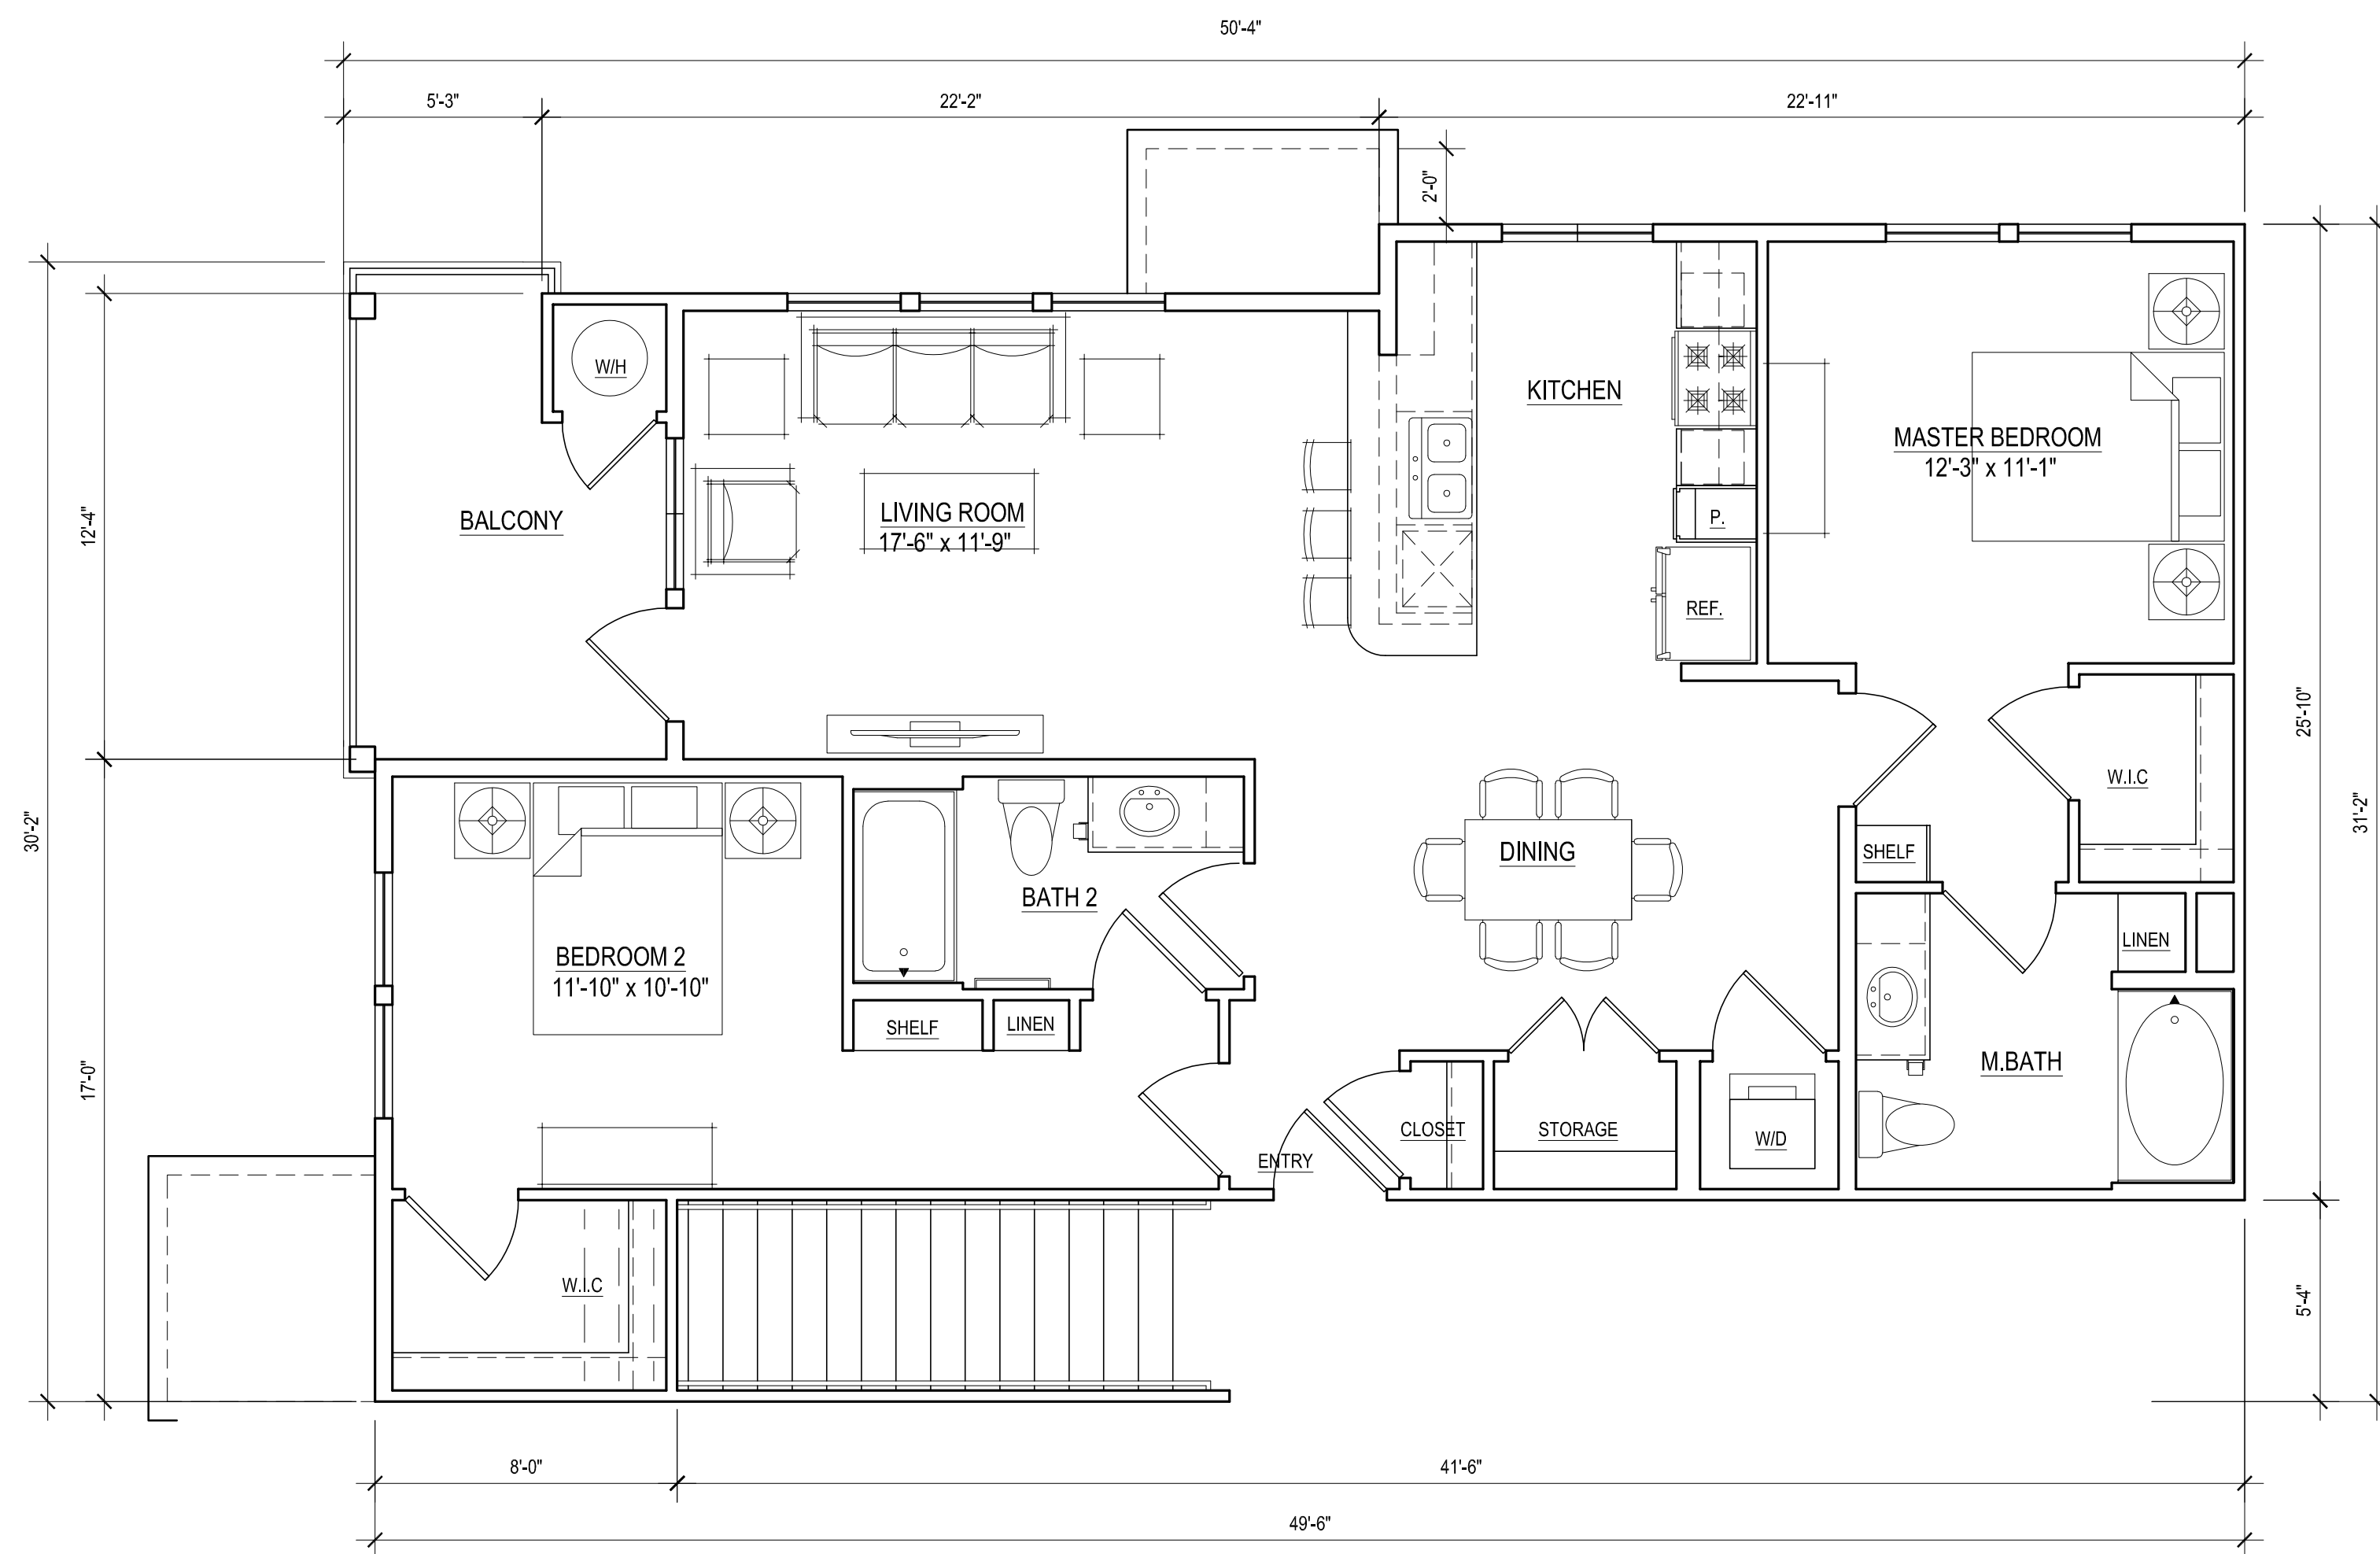 50'-4"
5'-3"
22'-2"
22'-11"
2'-0"
W/H
KITCHEN
MASTER BEDROOM
12'-3" x 11'-1"
BALCONY
LIVING ROOM
17'-6" x 11'-9"
P.
REF.
12'-4"
25'-10"
30'-2"
31'-2"
W.I.C
SHELF
DINING
BATH 2
BEDROOM 2
11'-10" x 10'-10"
LINEN
SHELF
LINEN
M.BATH
17'-0"
CLOSET
STORAGE
W/D
ENTRY
W.I.C
5'-4"
8'-0"
41'-6"
49'-6"